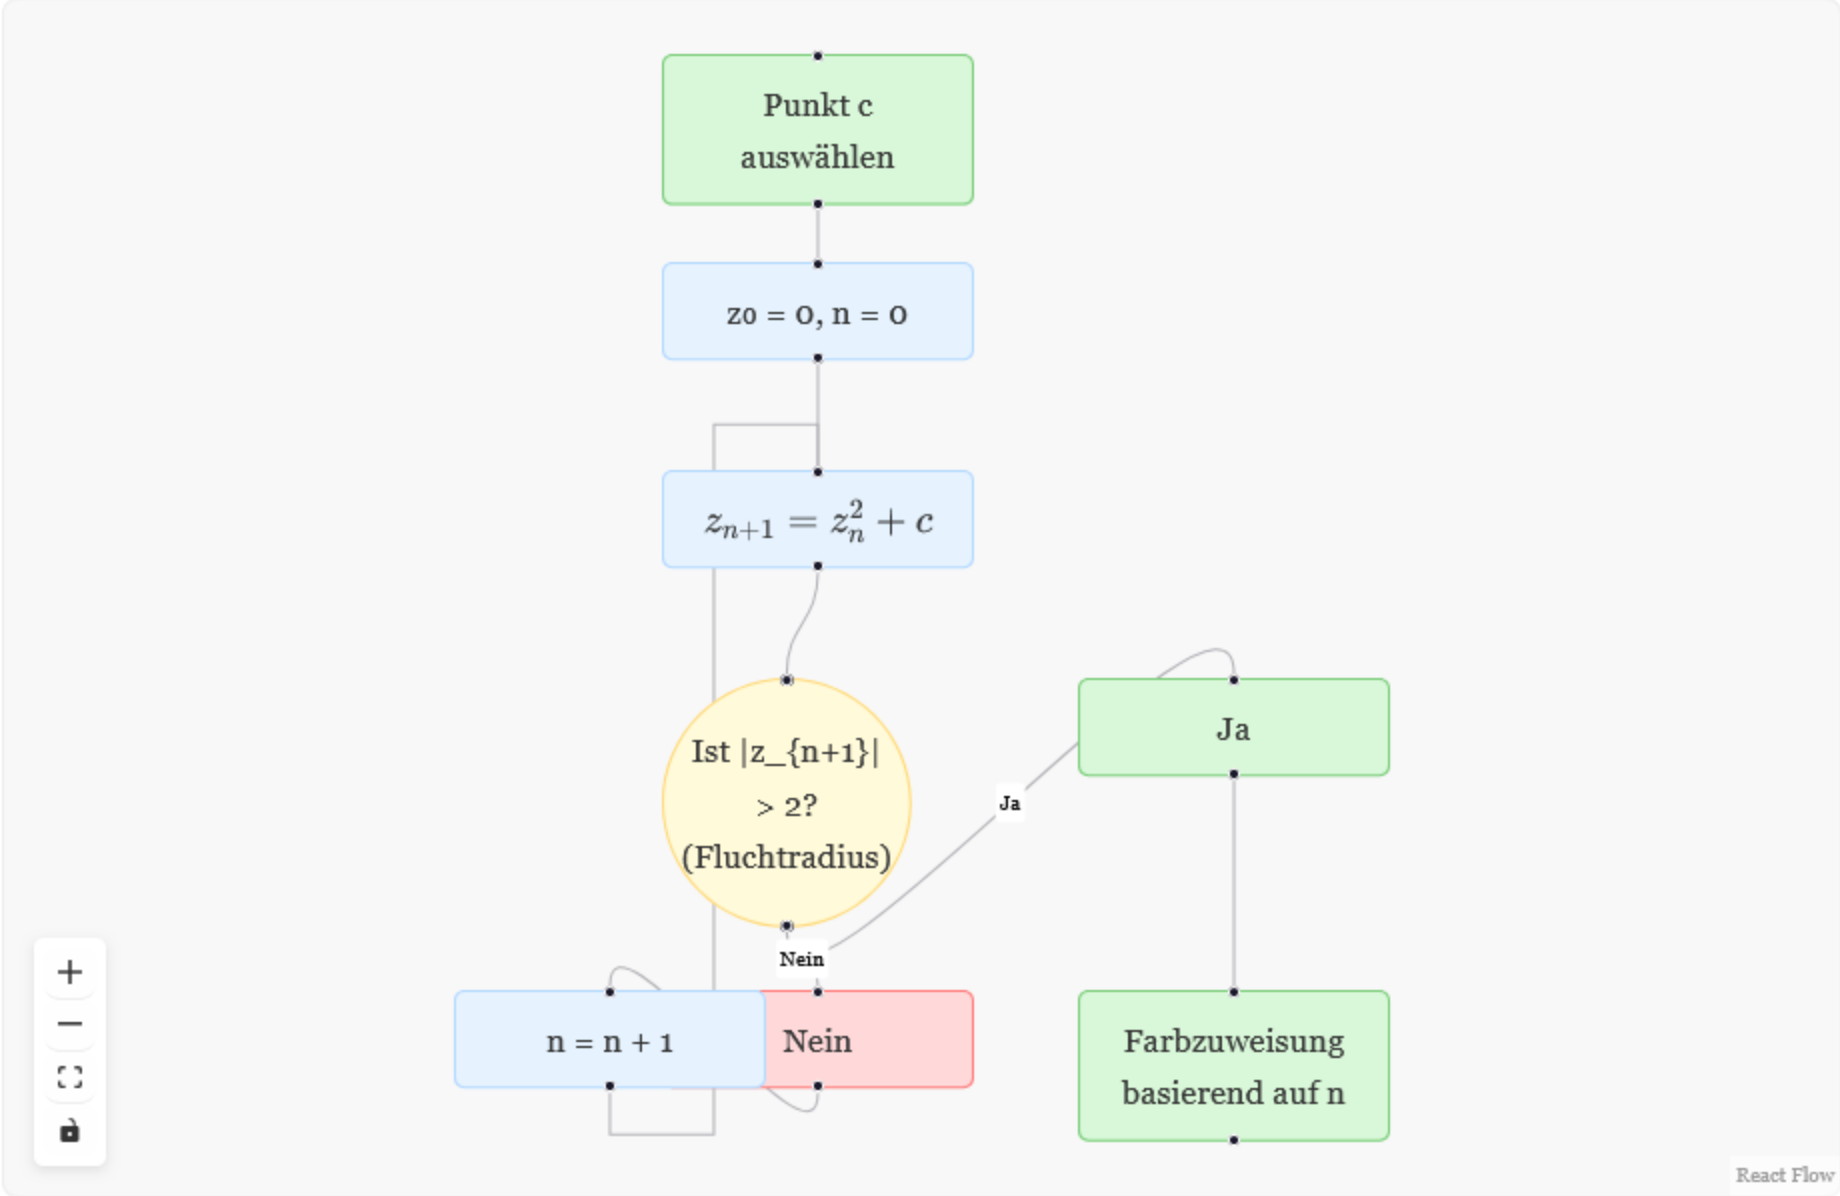 Punkt c
auswählen
z0 = 0, n = 0
z_{n+1} = z_n^2 + c
Ist |z_{n+1}|
> 2?
(Fluchtradius)
Ja
Ja
Nein
n = n + 1
Nein
Farbzuweisung
basierend auf n
React Flow